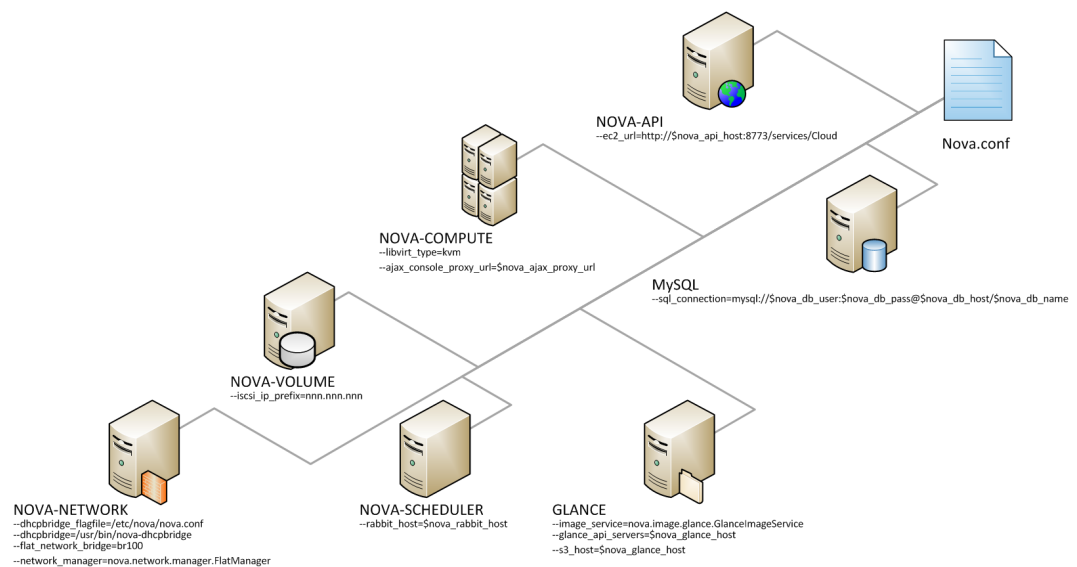 NOVA-API
--ec2_url=http://$nova_api_host:8773/services/Cloud
Nova.conf
NOVA-COMPUTE
--libvirt_type=kvm
--ajax_console_proxy_url=$nova_ajax_proxy_url
MySQL
--sql_connection=mysql://$nova_db_user:$nova_db_pass@$nova_db_host/$nova_db_name
NOVA-VOLUME
--iscsi_ip_prefix=nnn.nnn.nnn
NOVA-NETWORK
--dhcpbridge_flagfile=/etc/nova/nova.conf
--dhcpbridge=/usr/bin/nova-dhcpbridge
--flat_network_bridge=br100
--network_manager=nova.network.manager.FlatManager
NOVA-SCHEDULER
--rabbit_host=$nova_rabbit_host
GLANCE
--image_service=nova.image.glance.GlanceImageService
--glance_api_servers=$nova_glance_host
--s3_host=$nova_glance_host